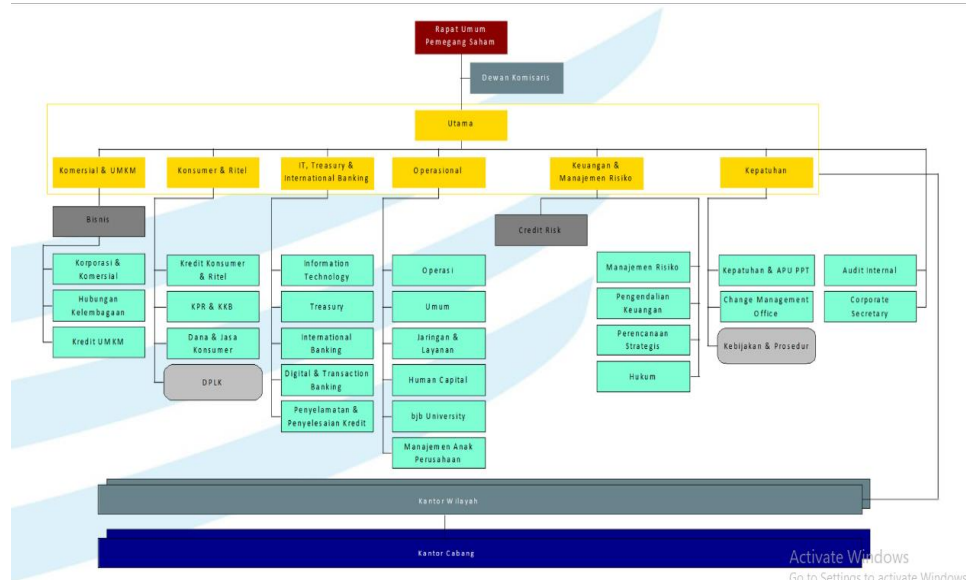 Rapat Umum
Pemegang Saham
Dewan Komisaris
Utama
Komersial & UMKM
Konsumer & Ritel
IT, Treasury &
International Banking
Operasional
Keuangan &
Manajemen Risiko
Kepatuhan
Bisnis
Credit Risk
Korporasi &
Komersial
Hubungan
Kelembagaan
Kredit UMKM
Kredit Konsumer
& Ritel
KPR & KKB
Dana & Jasa
Konsumer
DPLK
Information
Technology
Treasury
International
Banking
Digital & Transaction
Banking
Penyelamatan &
Penyelesaian Kredit
Operasi
Umum
Jaringan &
Layanan
Human Capital
bjb University
Manajemen Anak
Perusahaan
Manajemen Risiko
Pengendalian
Keuangan
Perencanaan
Strategis
Hukum
Kepatuhan & APU PPT
Change Management
Office
Kebijakan & Prosedur
Audit Internal
Corporate
Secretary
Kantor Wilayah
Kantor Cabang
Activate Windows
Go to Settings to activate Windows